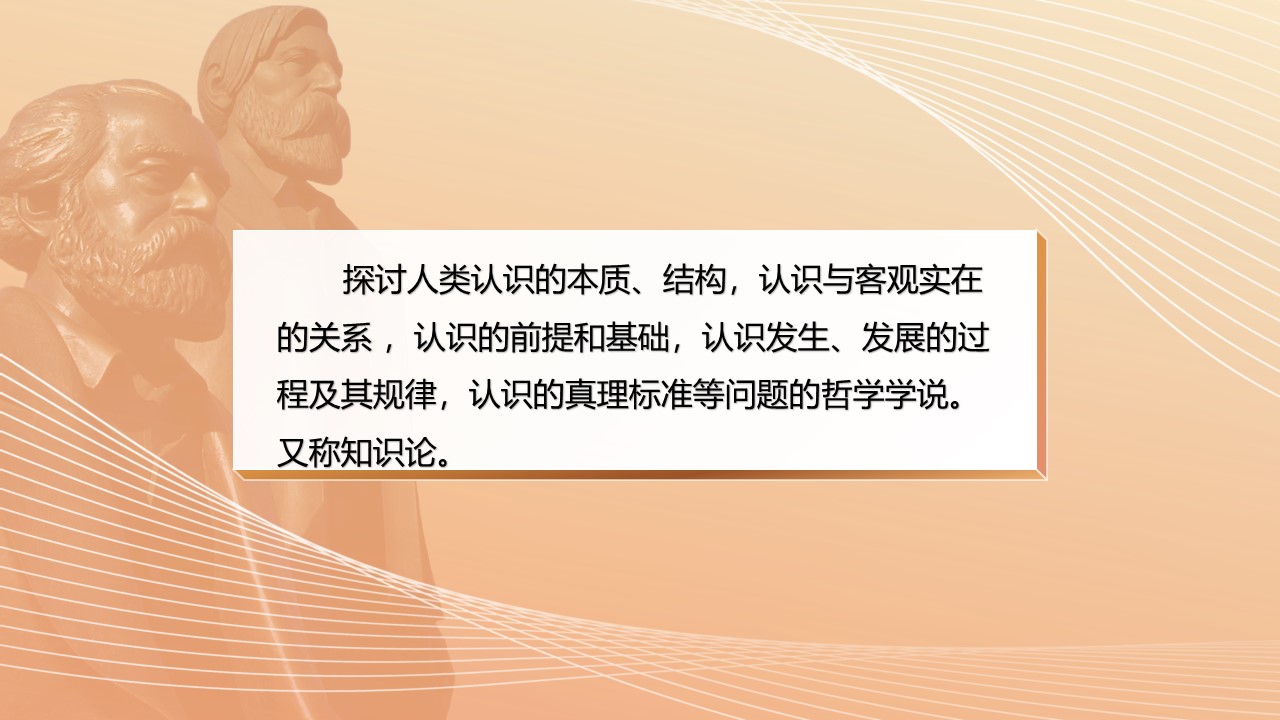 探讨人类认识的本质、结构，认识与客观实在
的关系 ，认识的前提和基础，认识发生、发展的过
程及其规律，认识的真理标准等问题的哲学学说。
又称知识论。